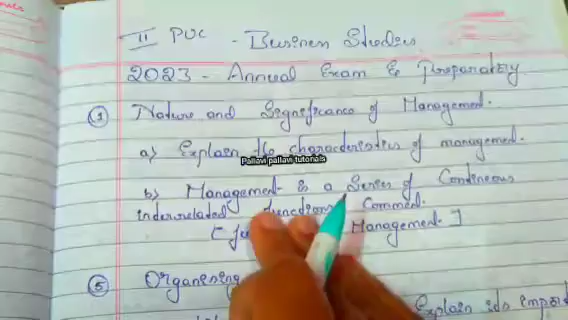 II PUC - Business Studies
2023 - Annual Exam & Preparatory
① Nature and Significance of Management.
a) Explain the characteristics of management.
Pallavi pallavi tutorials
b) Management is a Series of Continuous
interrelated functions Comment.
Management.]
⑤ Organising
Explain its